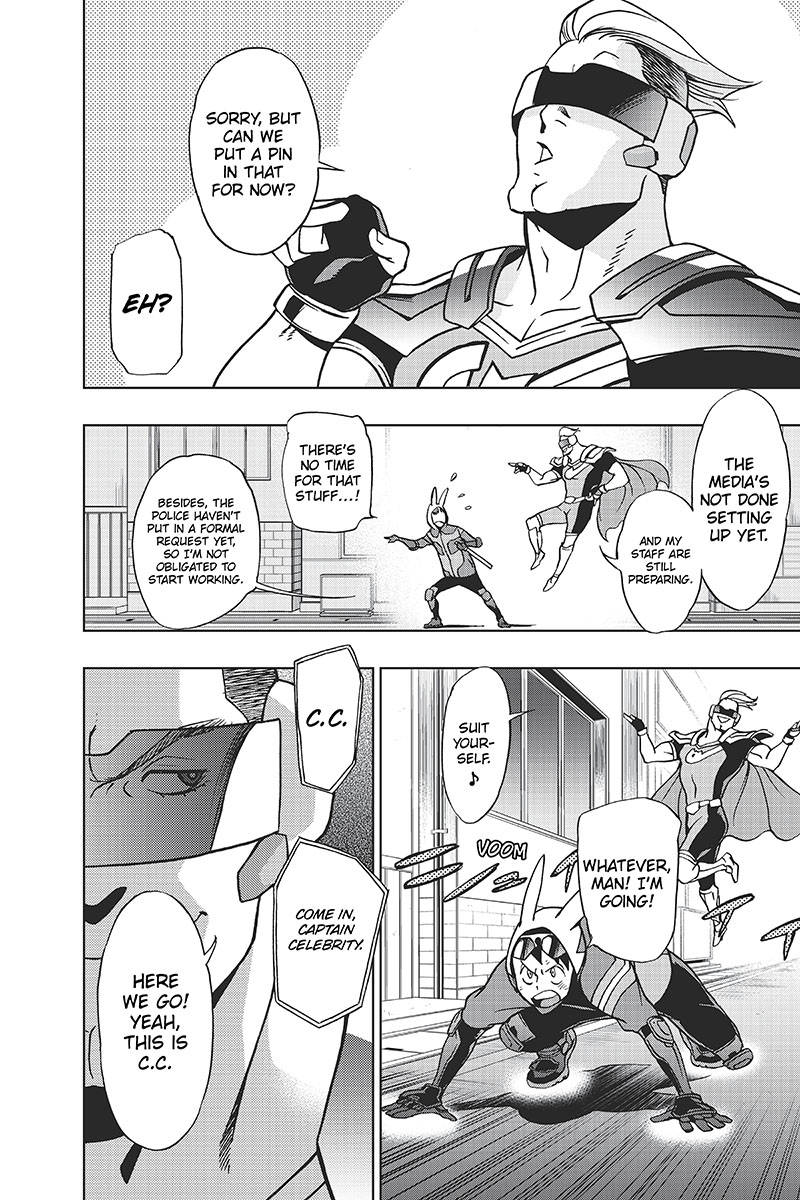 SORRY, BUT
CAN WE
PUT A PIN
IN THAT
FOR NOW?
EH?
THE
MEDIA'S
NOT DONE
SETTING
UP YET.
AND MY
STAFF ARE
STILL
PREPARING.
THERE'S
NO TIME
FOR THAT
STUFF...!
BESIDES, THE
POLICE HAVEN'T
PUT IN A FORMAL
REQUEST YET,
SO I'M NOT
OBLIGATED TO
START WORKING.
WHATEVER,
MAN! I'M
GOING!
VOOM
SUIT
YOUR-
SELF.
♪
C.C.
COME IN,
CAPTAIN
CELEBRITY.
HERE
WE GO!
YEAH,
THIS IS
C.C.